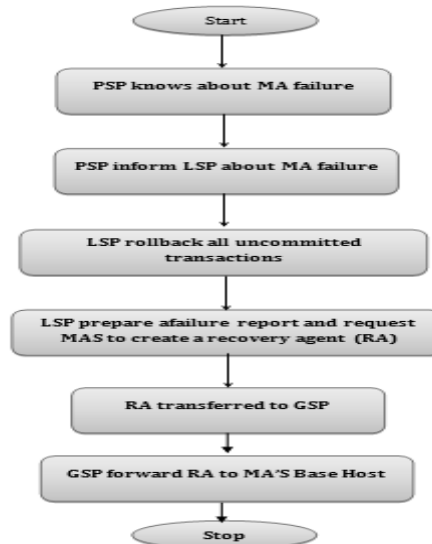 Start
PSP knows about MA failure
PSP inform LSP about MA failure
LSP rollback all uncommitted
transactions
LSP prepare afailure report and request
MAS to create a recovery agent (RA)
RA transferred to GSP
GSP forward RA to MA'S Base Host
Stop